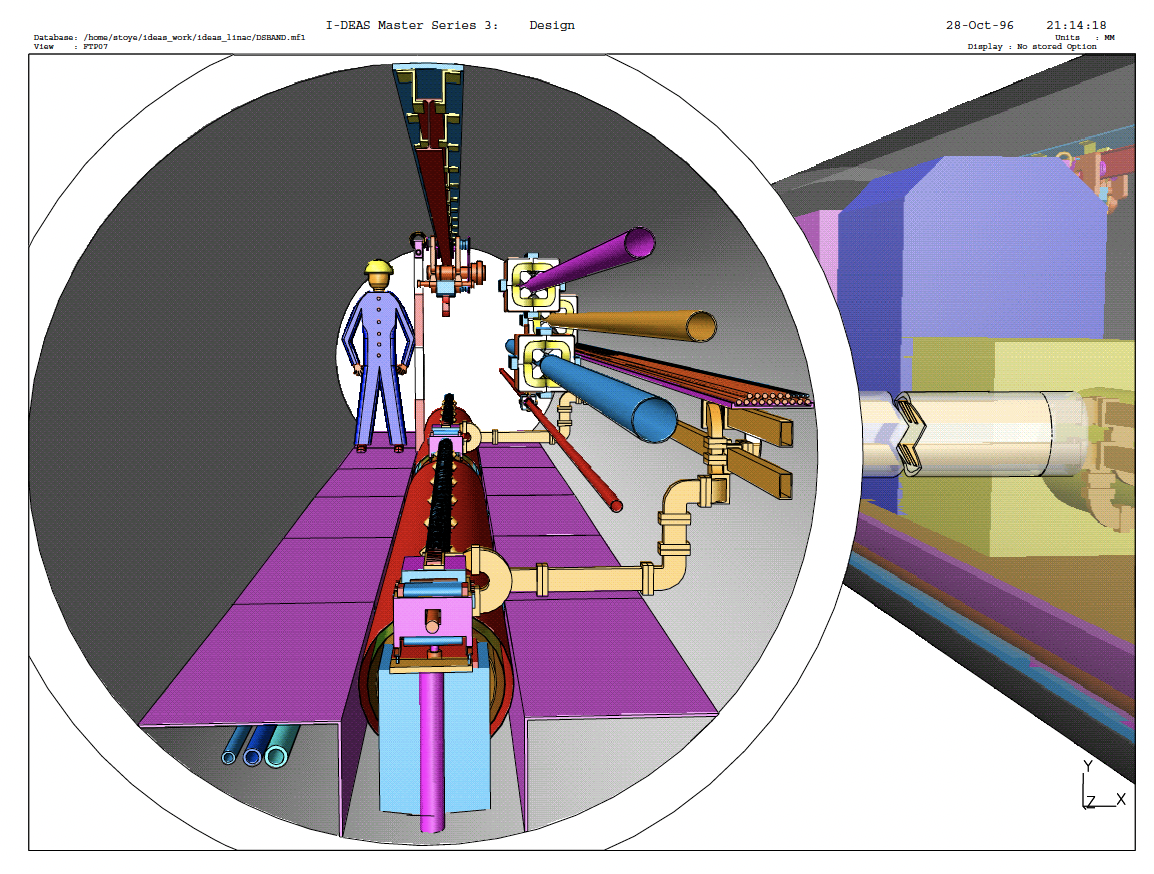 I-DEAS Master Series 3:    Design    28-Oct-96    21:14:18
Database: /home/stoye/ideas_work/ideas_linac/DSBAND.mf1    Units   : MM
View    : FTP07    Display : No stored Option
Y
Z X